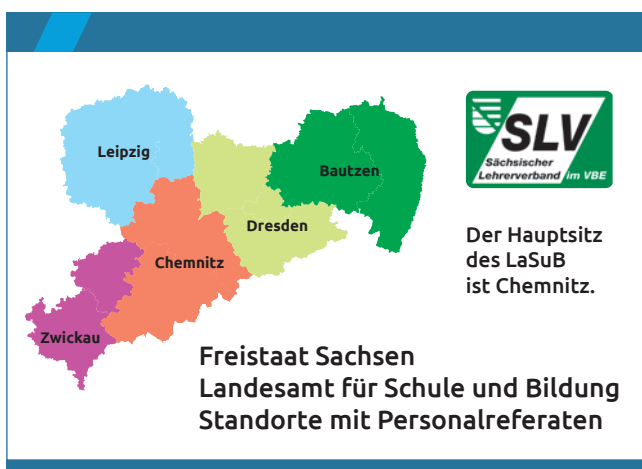 Leipzig
Bautzen
Dresden
Chemnitz
Zwickau
SLV
Sächsischer
Lehrerverband im VBE
Der Hauptsitz
des LaSuB
ist Chemnitz.
Freistaat Sachsen
Landesamt für Schule und Bildung
Standorte mit Personalreferaten